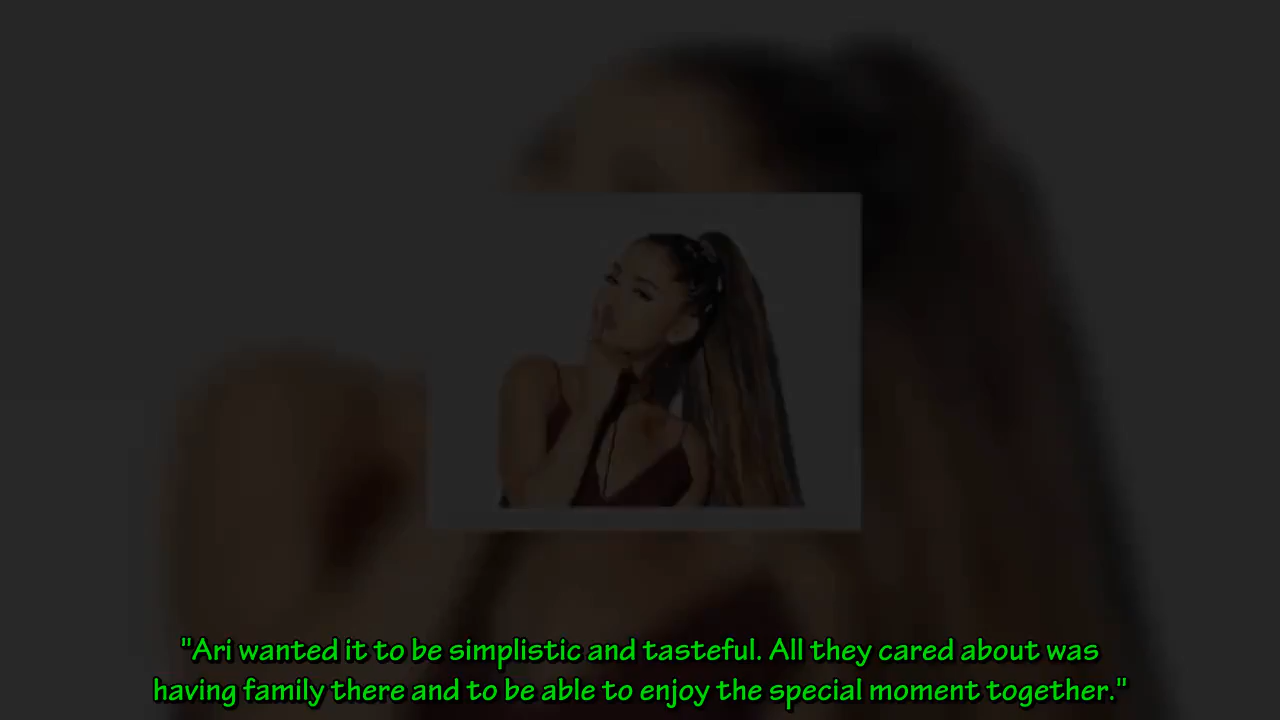 "Ari wanted it to be simplistic and tasteful. All they cared about was
having family there and to be able to enjoy the special moment together."